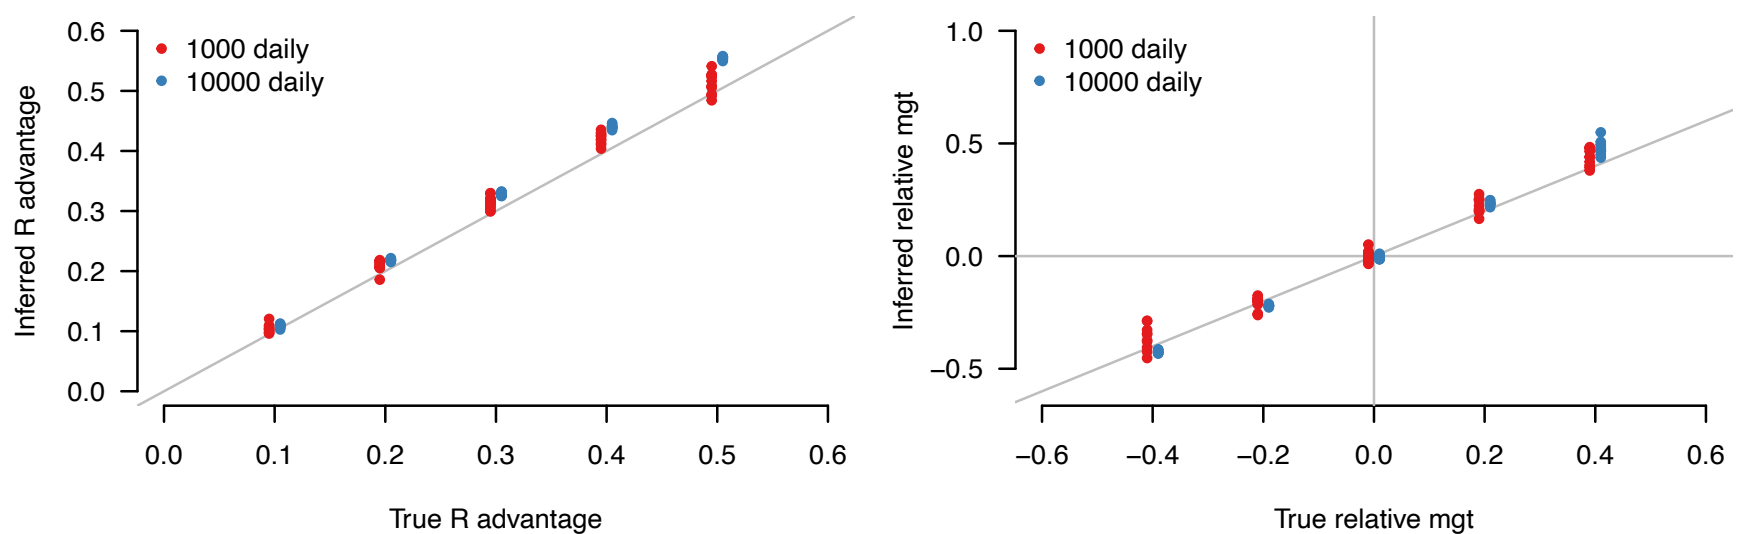 0.6
0.5
0.4
0.3
0.2
0.1
0.0
Inferred R advantage
1000 daily
10000 daily
0.0 0.1 0.2 0.3 0.4 0.5 0.6
True R advantage
1.0
0.5
0.0
−0.5
Inferred relative mgt
1000 daily
10000 daily
−0.6 −0.4 −0.2 0.0 0.2 0.4 0.6
True relative mgt